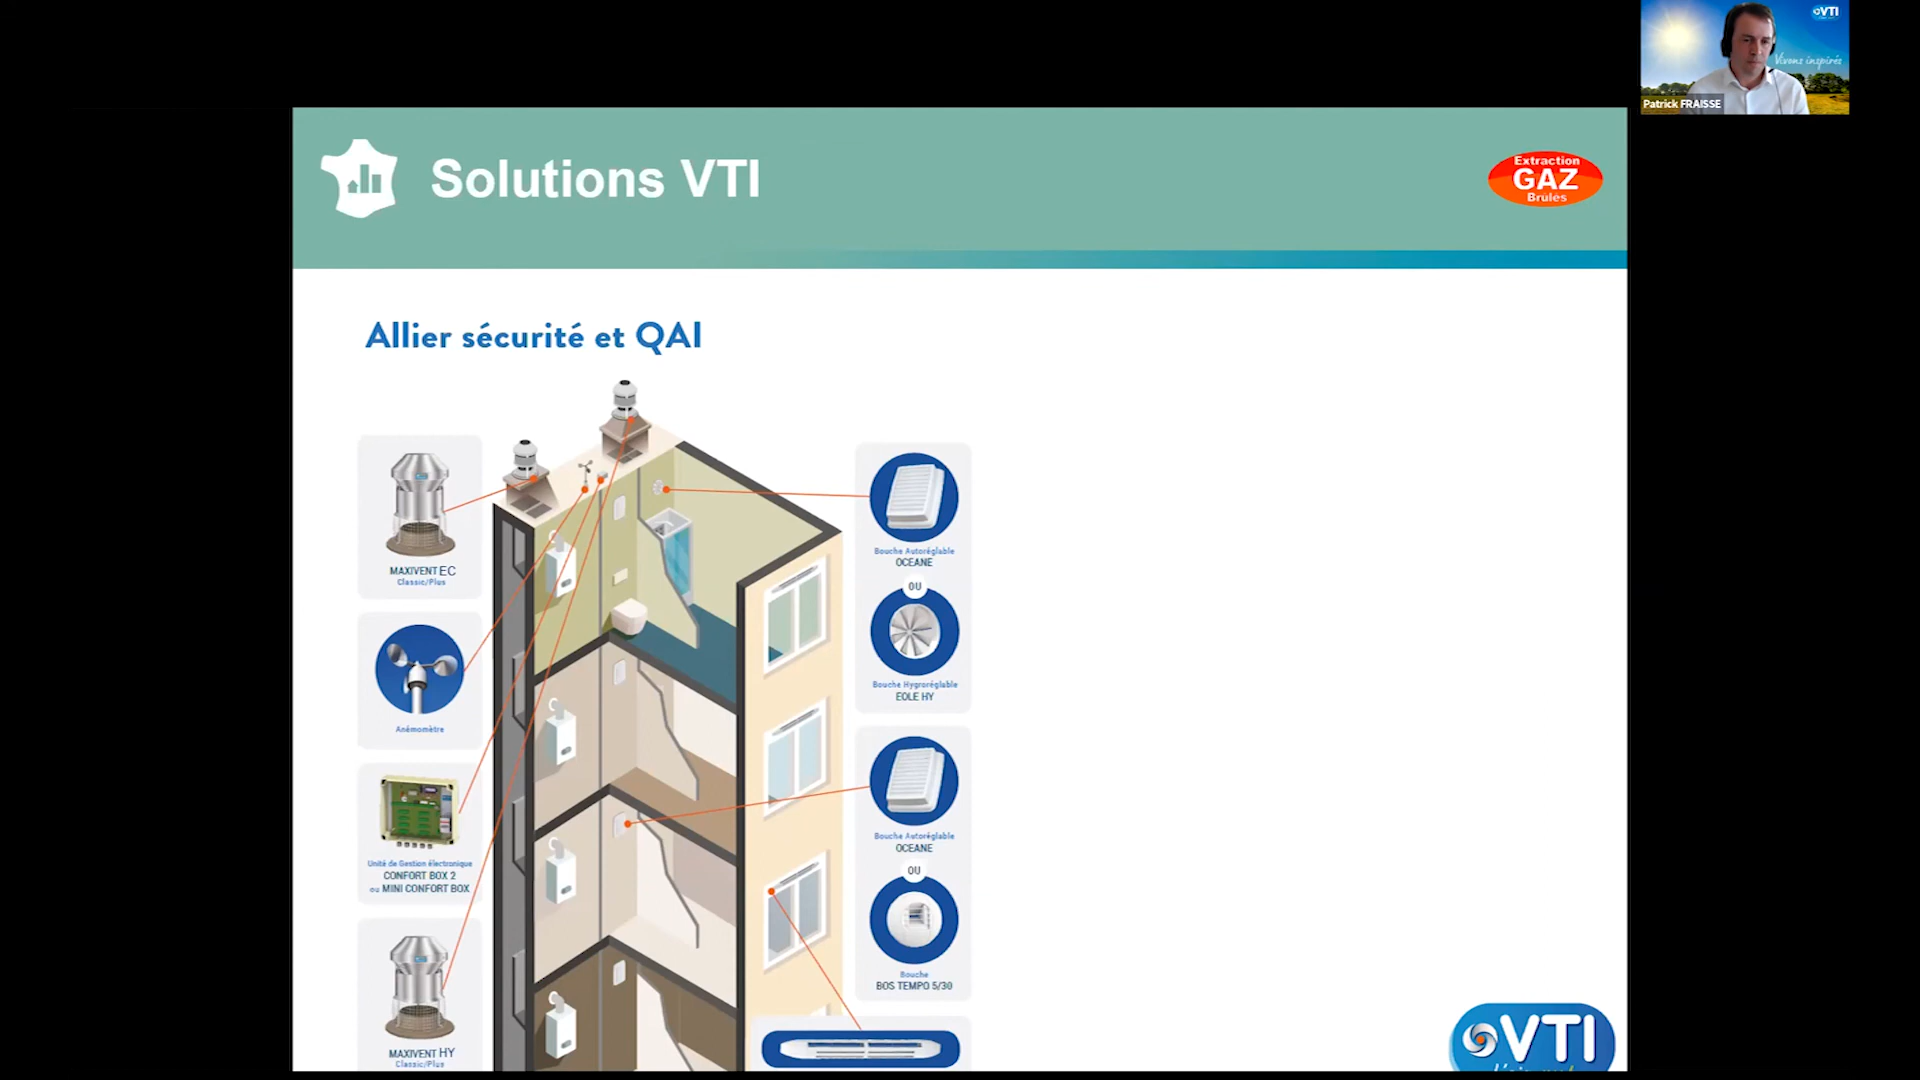 VTI
Vivons inspirés
Patrick FRAISSE
Solutions VTI
Extraction
GAZ
Brules
Allier sécurité et QAI
MAXIVENT EC
Classic/Plus
Anémomètre
Unité de Gestion électronique
CONFORT BOX 2
ou MINI CONFORT BOX
MAXIVENT HY
Classic/Plus
Bouche Autoréglable
OCEANE
OU
Bouche Hygroréglable
EOLE HY
Bouche Autoréglable
OCEANE
OU
Bouche
BOS TEMPO 5/30
VTI